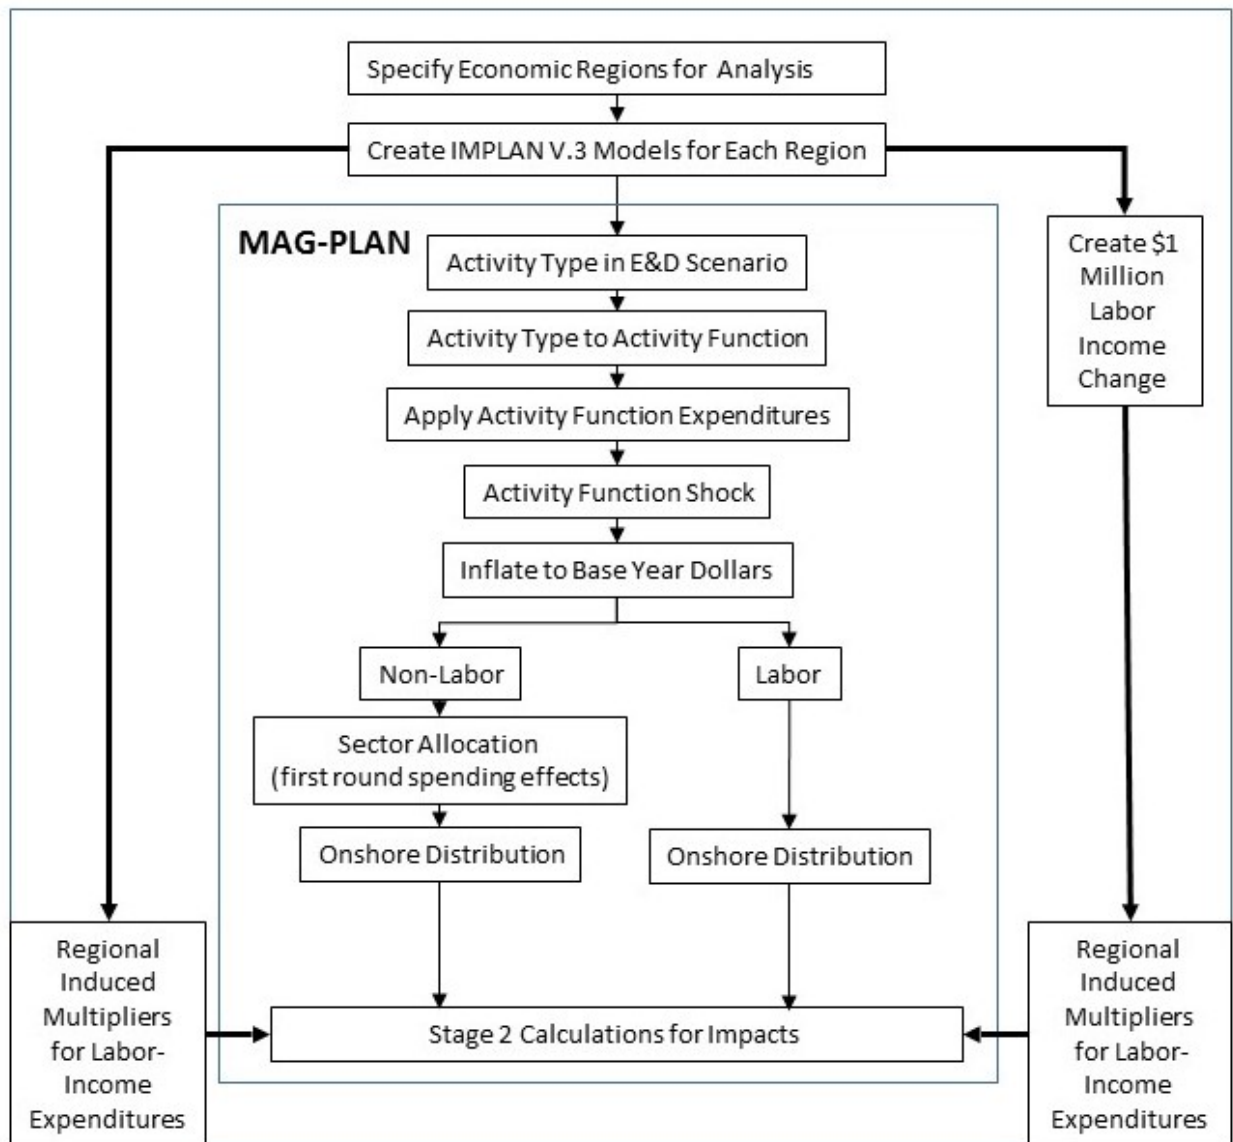 Specify Economic Regions for Analysis
Create IMPLAN V.3 Models for Each Region
MAG-PLAN
Activity Type in E&D Scenario
Create $1
Million
Labor
Income
Change
Activity Type to Activity Function
Apply Activity Function Expenditures
Activity Function Shock
Inflate to Base Year Dollars
Non-Labor
Labor
Sector Allocation
(first round spending effects)
Onshore Distribution
Onshore Distribution
Regional
Induced
Multipliers
for Labor-
Income
Expenditures
Stage 2 Calculations for Impacts
Regional
Induced
Multipliers
for Labor-
Income
Expenditures